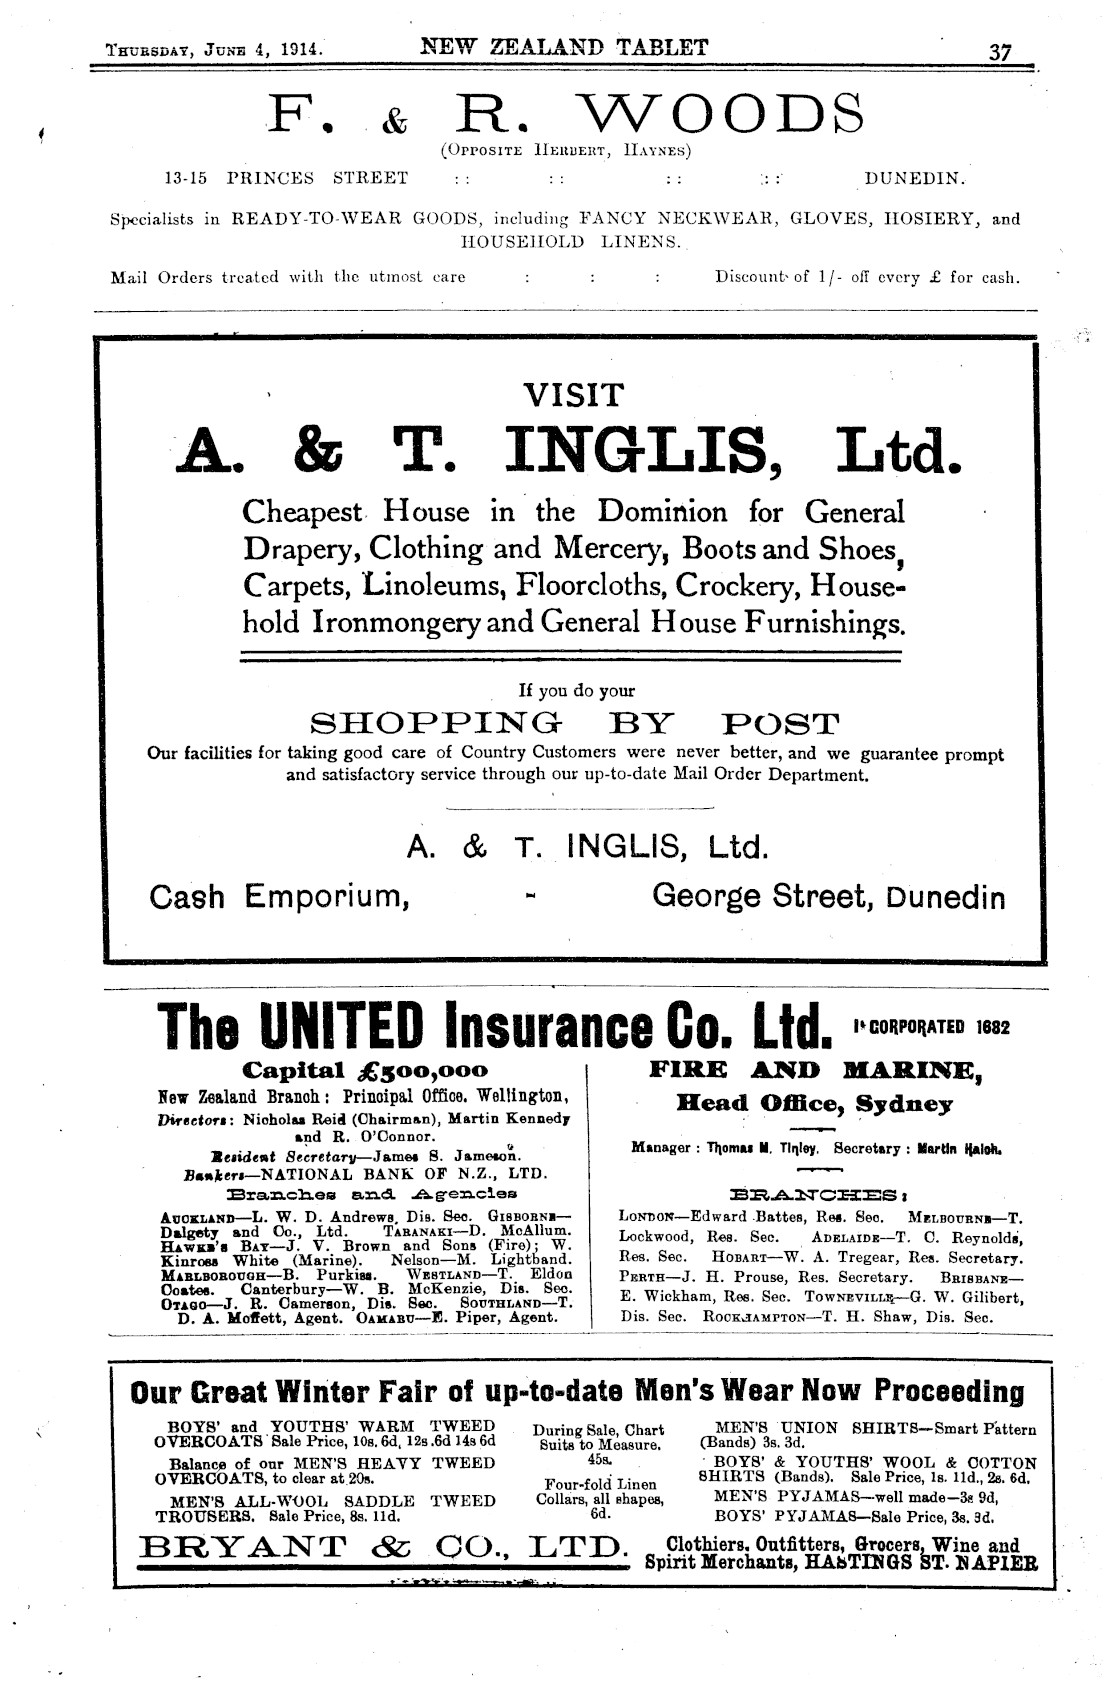 Thursday, June 4, 1914. NEW ZEALAND TABLET 37
F. & R. WOODS
(Opposite Herbert, Haynes)
13-15 PRINCES STREET :: :: :: :: DUNEDIN.
Specialists in READY-TO-WEAR GOODS, including FANCY NECKWEAR, GLOVES, HOSIERY, and
HOUSEHOLD LINENS.
Mail Orders treated with the utmost care : : : Discount of 1/- off every £ for cash.
VISIT
A. & T. INGLIS, Ltd.
Cheapest House in the Dominion for General
Drapery, Clothing and Mercery, Boots and Shoes,
Carpets, Linoleums, Floorcloths, Crockery, House-
hold Ironmongery and General House Furnishings.
If you do your
SHOPPING BY POST
Our facilities for taking good care of Country Customers were never better, and we guarantee prompt
and satisfactory service through our up-to-date Mail Order Department.
A. & T. INGLIS, Ltd.
Cash Emporium, - George Street, Dunedin
The UNITED Insurance Co. Ltd. INCORPORATED 1882
Capital £500,000
New Zealand Branch: Principal Office, Wellington,
Directors: Nicholas Reid (Chairman), Martin Kennedy
and R. O'Connor.
Resident Secretary—James S. Jameson.
Bankers—NATIONAL BANK OF N.Z., LTD.
Branches and Agencies
Auckland—L. W. D. Andrews, Dis. Sec. Gisborne—
Dalgety and Co., Ltd. Taranaki—D. McAllum.
Hawke's Bay—J. V. Brown and Sons (Fire); W.
Kinross White (Marine). Nelson—M. Lightband.
Marlborough—B. Purkiss. Westland—T. Eldon
Coates. Canterbury—W. B. McKenzie, Dis. Sec.
Otago—J. R. Cameron, Dis. Sec. Southland—T.
D. A. Moffett, Agent. Oamaru—E. Piper, Agent.
FIRE AND MARINE,
Head Office, Sydney
Manager: Thomas M. Tinley. Secretary: Martin Haigh.
BRANCHES:
London—Edward Battes, Res. Sec. Melbourne—T.
Lockwood, Res. Sec. Adelaide—T. C. Reynolds,
Res. Sec. Hobart—W. A. Tregear, Res. Secretary.
Perth—J. H. Prouse, Res. Secretary. Brisbane—
E. Wickham, Res. Sec. Towneville—G. W. Gilibert,
Dis. Sec. Rockhampton—T. H. Shaw, Dis. Sec.
Our Great Winter Fair of up-to-date Men's Wear Now Proceeding
BOYS' and YOUTHS' WARM TWEED
OVERCOATS Sale Price, 10s. 6d, 12s .6d 14s 6d
Balance of our MEN'S HEAVY TWEED
OVERCOATS, to clear at 20s.
MEN'S ALL-WOOL SADDLE TWEED
TROUSERS. Sale Price, 8s. 11d.
During Sale, Chart
Suits to Measure,
45s.
Four-fold Linen
Collars, all shapes,
6d.
MEN'S UNION SHIRTS—Smart Pattern
(Bands) 3s. 3d.
BOYS' & YOUTHS' WOOL & COTTON
SHIRTS (Bands). Sale Price, 1s. 11d., 2s. 6d.
MEN'S PYJAMAS—well made—3s 9d,
BOYS' PYJAMAS—Sale Price, 3s. 3d.
BRYANT & CO., LTD.
Clothiers, Outfitters, Grocers, Wine and
Spirit Merchants, HASTINGS ST. NAPIER